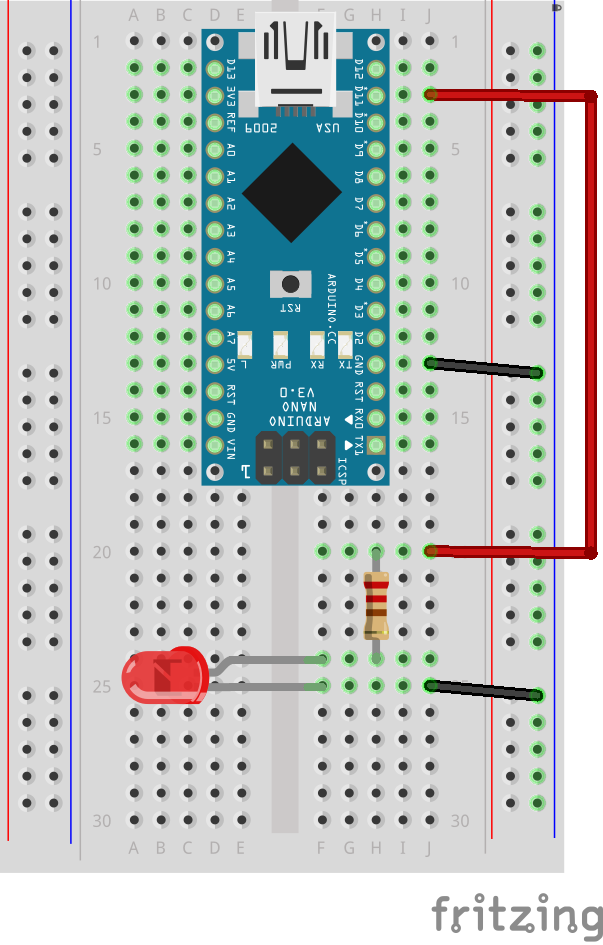 A B C D E F G H I J
1 1
D13 D12
3V3 D11
REF D10
2009 USA
5 A0 D9 5
A1 D8
A2 D7
A3 D6
A4 D5
10 A5 D4 10
RST
A6 D3
ARDUINO.CC
A7 D2
L PWR RX TX
5V GND
RST RST
ARDUINO
NANO
V3.0
15 GND RX0 15
VIN TX1
1 ICSP
20 20
25
30 30
A B C D E F G H I J
fritzing